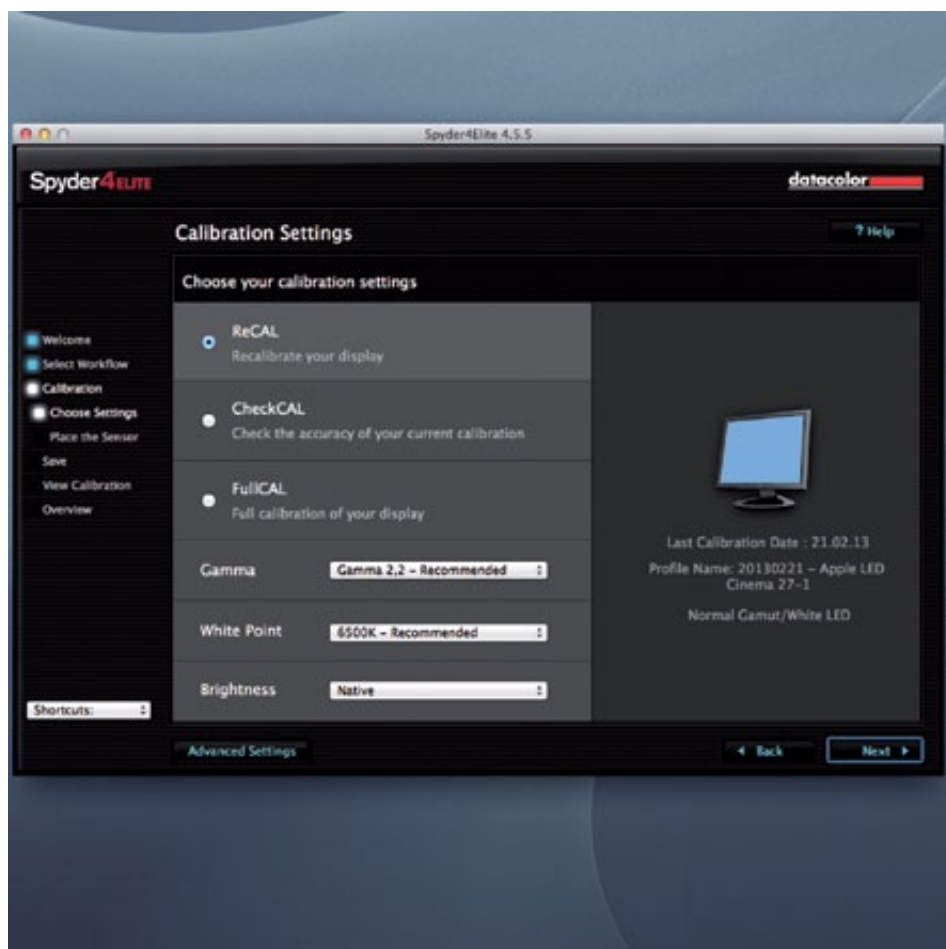 Spyder4Elite 4.5.5
Spyder4ELITE
datacolor
Calibration Settings
? Help
Choose your calibration settings
Welcome
Select Workflow
Calibration
Choose Settings
Place the Sensor
Save
View Calibration
Overview
Shortcuts:
ReCAL
Recalibrate your display
CheckCAL
Check the accuracy of your current calibration
FullCAL
Full calibration of your display
Gamma
Gamma 2,2 – Recommended
White Point
6500K – Recommended
Brightness
Native
Last Calibration Date : 21.02.13
Profile Name: 20130221 – Apple LED
Cinema 27-1
Normal Gamut/White LED
Advanced Settings
Back
Next